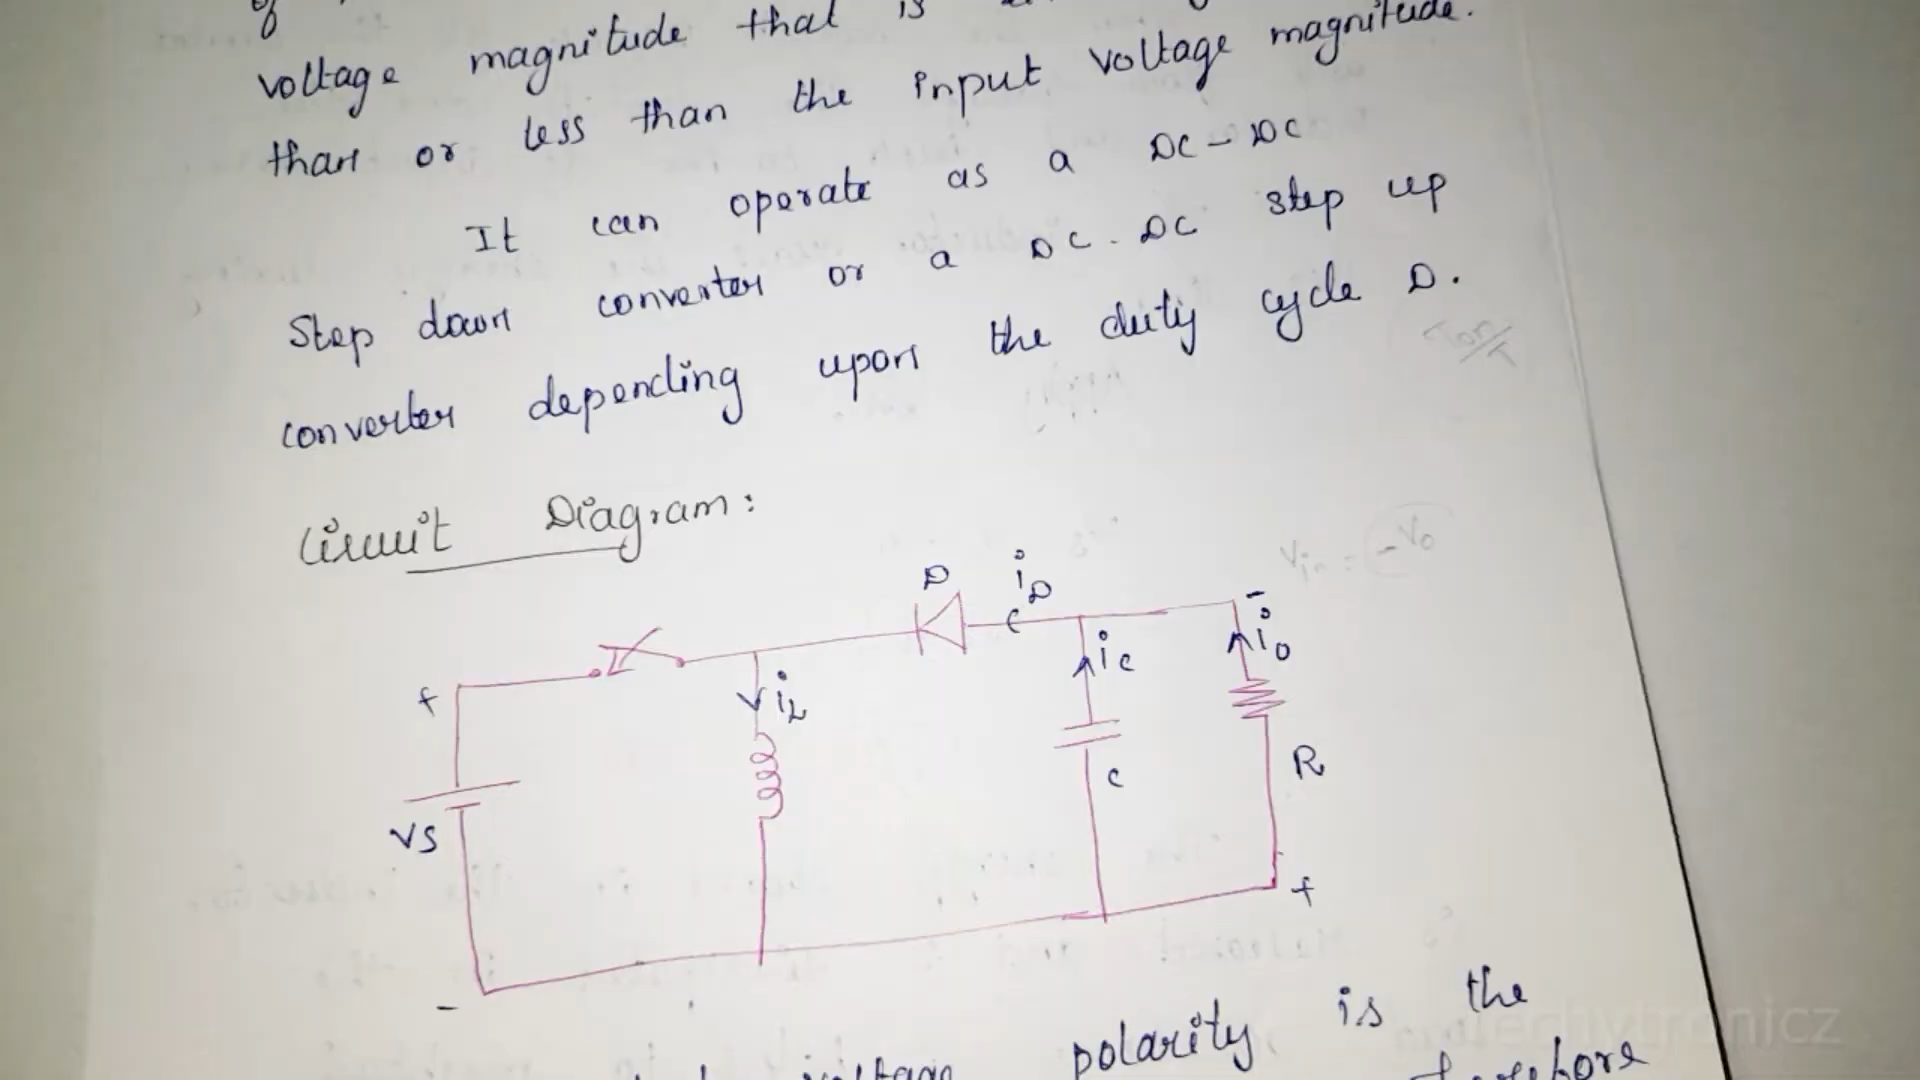 voltage magnitude that is
than or less than the input voltage magnitude.
It can operate as a DC-DC
Step down converter or a DC-DC step up
converter depending upon the duty cycle D.
Circuit Diagram:
D
iD
-
+
iL
iC
iO
VS
C
R
+
-
voltage polarity is the
therefore